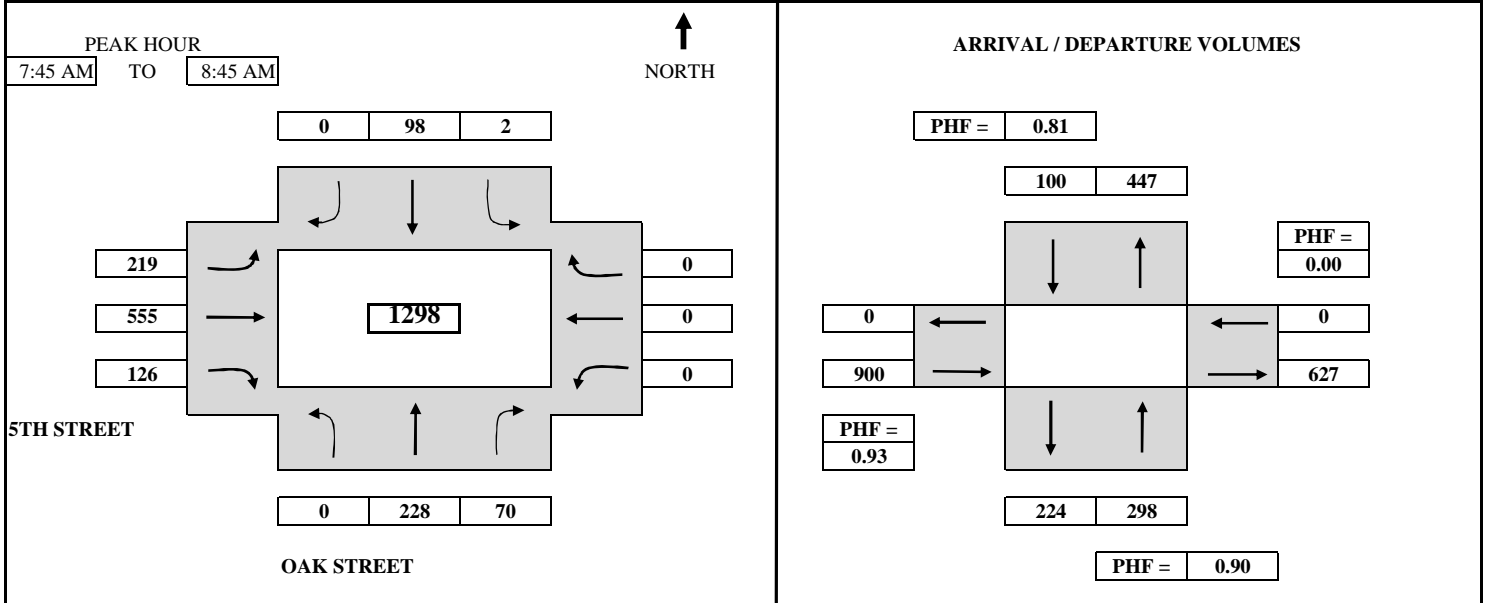 PEAK HOUR
7:45 AM TO 8:45 AM
NORTH
0 98 2
219 0
555 1298 0
126 0
5TH STREET
0 228 70
OAK STREET
ARRIVAL / DEPARTURE VOLUMES
PHF = 0.81
100 447
PHF =
0.00
0 0
900 627
PHF =
0.93
224 298
PHF = 0.90